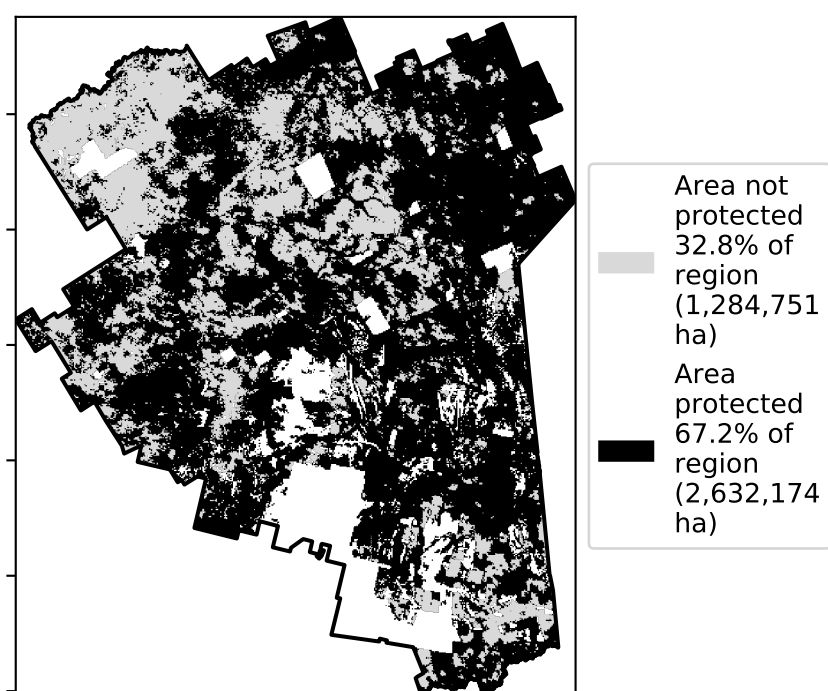 Area not
protected
32.8% of
region
(1,284,751
ha)
Area
protected
67.2% of
region
(2,632,174
ha)